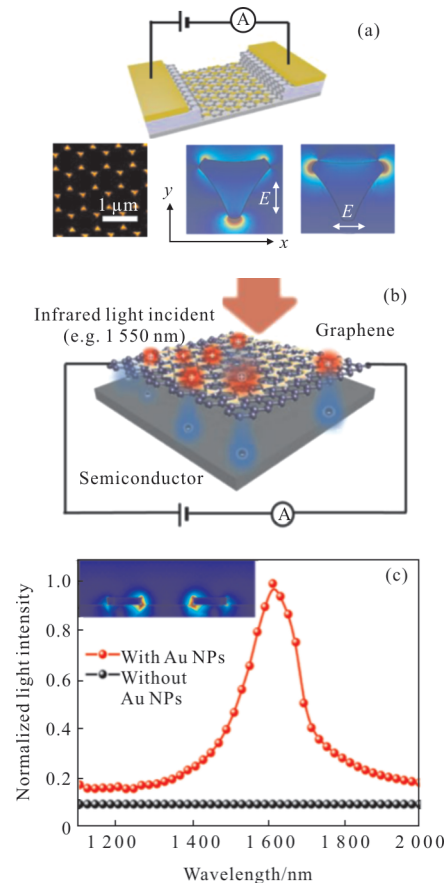 A
(a)
1 μm
y
E
x
E
(b)
Infrared light incident
(e.g. 1 550 nm)
Graphene
Semiconductor
A
(c)
Normalized light intensity
1.0
0.8
0.6
0.4
0.2
0
With Au NPs
Without
Au NPs
1 200
1 400
1 600
1 800
2 000
Wavelength/nm